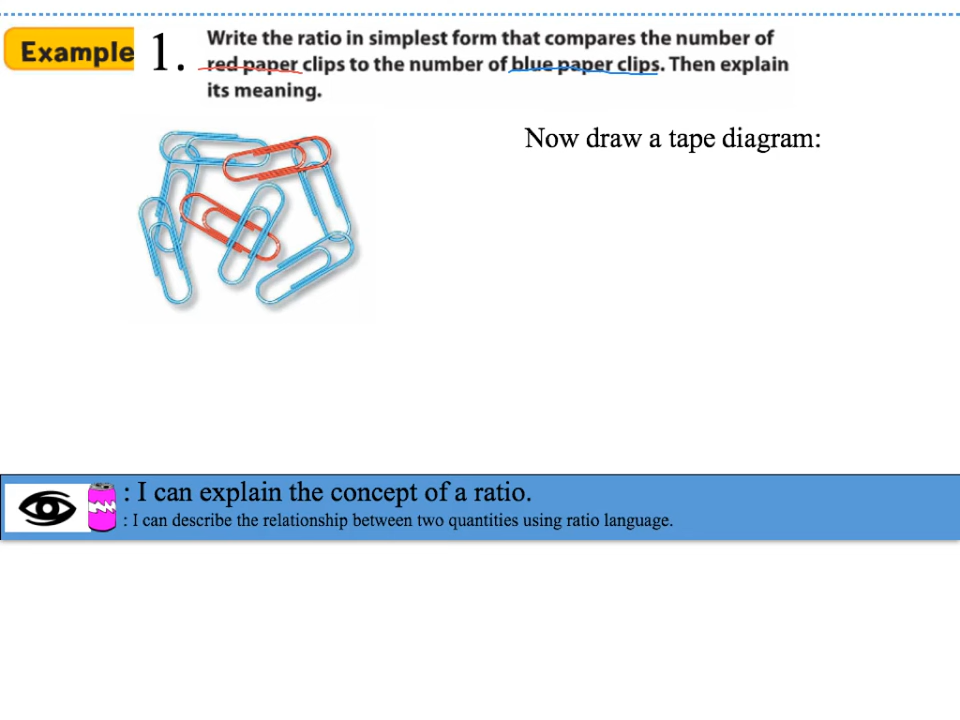 Example 1.
Write the ratio in simplest form that compares the number of
red paper clips to the number of blue paper clips. Then explain
its meaning.
Now draw a tape diagram:
: I can explain the concept of a ratio.
: I can describe the relationship between two quantities using ratio language.